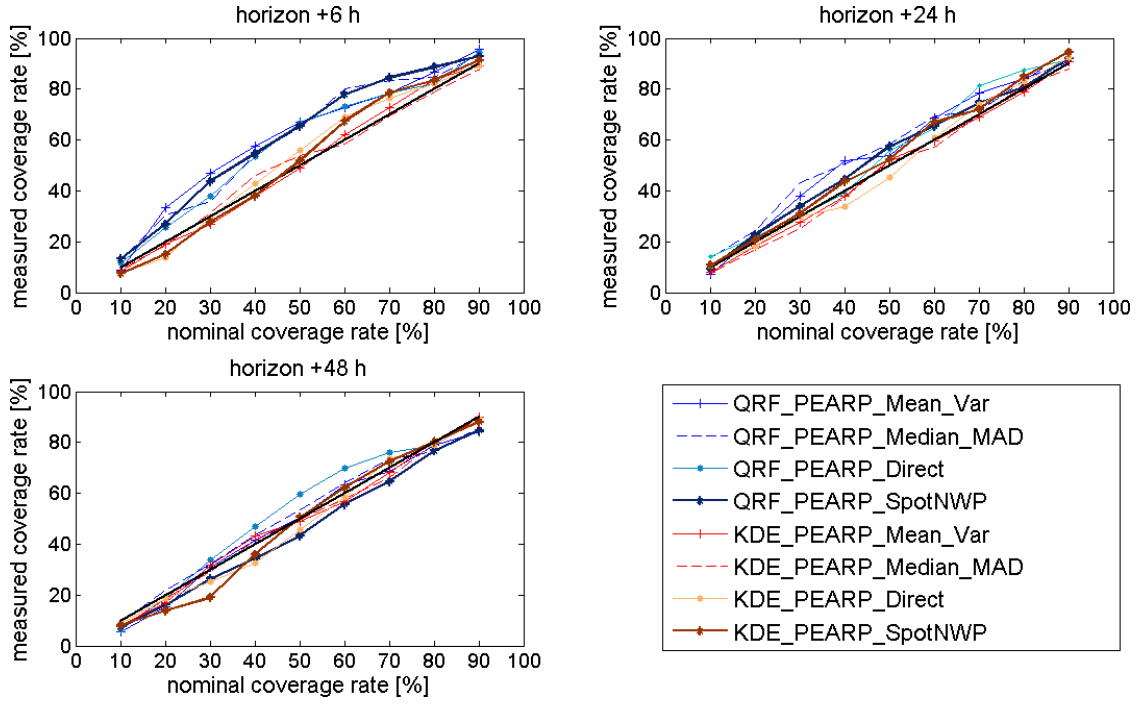 horizon +6 h
measured coverage rate [%]
100
80
60
40
20
0
10 20 30 40 50 60 70 80 90 100
nominal coverage rate [%]
horizon +24 h
measured coverage rate [%]
100
80
60
40
20
0
10 20 30 40 50 60 70 80 90 100
nominal coverage rate [%]
horizon +48 h
measured coverage rate [%]
100
80
60
40
20
0
10 20 30 40 50 60 70 80 90 100
nominal coverage rate [%]
QRF_PEARP_Mean_Var
QRF_PEARP_Median_MAD
QRF_PEARP_Direct
QRF_PEARP_SpotNWP
KDE_PEARP_Mean_Var
KDE_PEARP_Median_MAD
KDE_PEARP_Direct
KDE_PEARP_SpotNWP